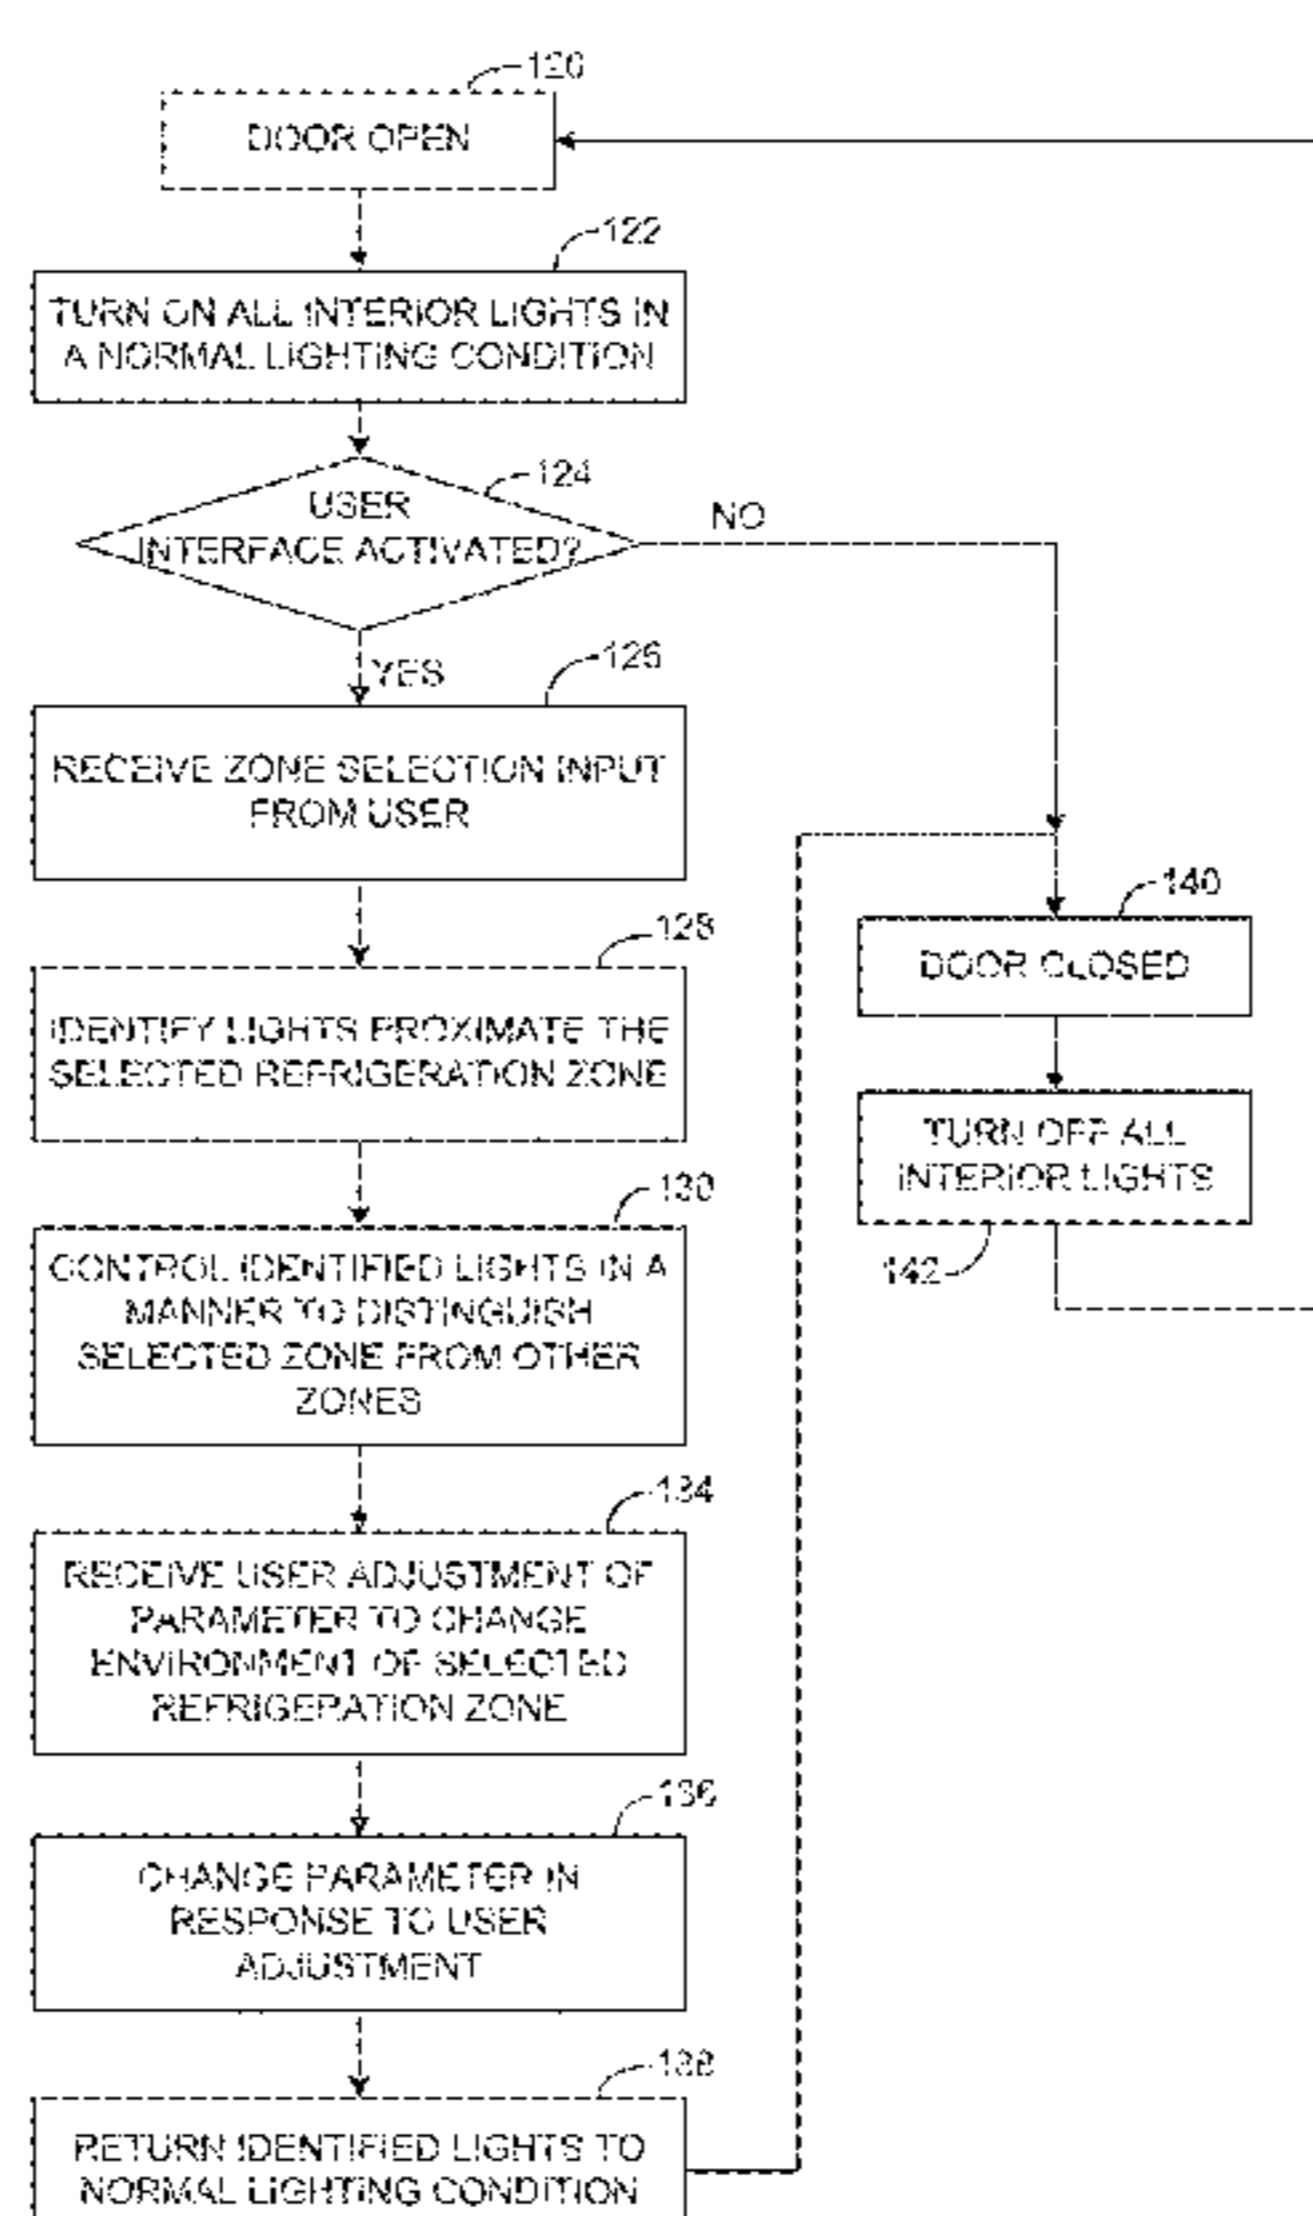 120
DOOR OPEN
122
TURN ON ALL INTERIOR LIGHTS IN
A NORMAL LIGHTING CONDITION
124
USER
INTERFACE ACTIVATED?
NO
YES
126
RECEIVE ZONE SELECTION INPUT
FROM USER
128
IDENTIFY LIGHTS PROXIMATE THE
SELECTED REFRIGERATION ZONE
130
CONTROL IDENTIFIED LIGHTS IN A
MANNER TO DISTINGUISH
SELECTED ZONE FROM OTHER
ZONES
134
RECEIVE USER ADJUSTMENT OF
PARAMETER TO CHANGE
ENVIRONMENT OF SELECTED
REFRIGERATION ZONE
136
CHANGE PARAMETER IN
RESPONSE TO USER
ADJUSTMENT
138
RETURN IDENTIFIED LIGHTS TO
NORMAL LIGHTING CONDITION
140
DOOR CLOSED
TURN OFF ALL
INTERIOR LIGHTS
142